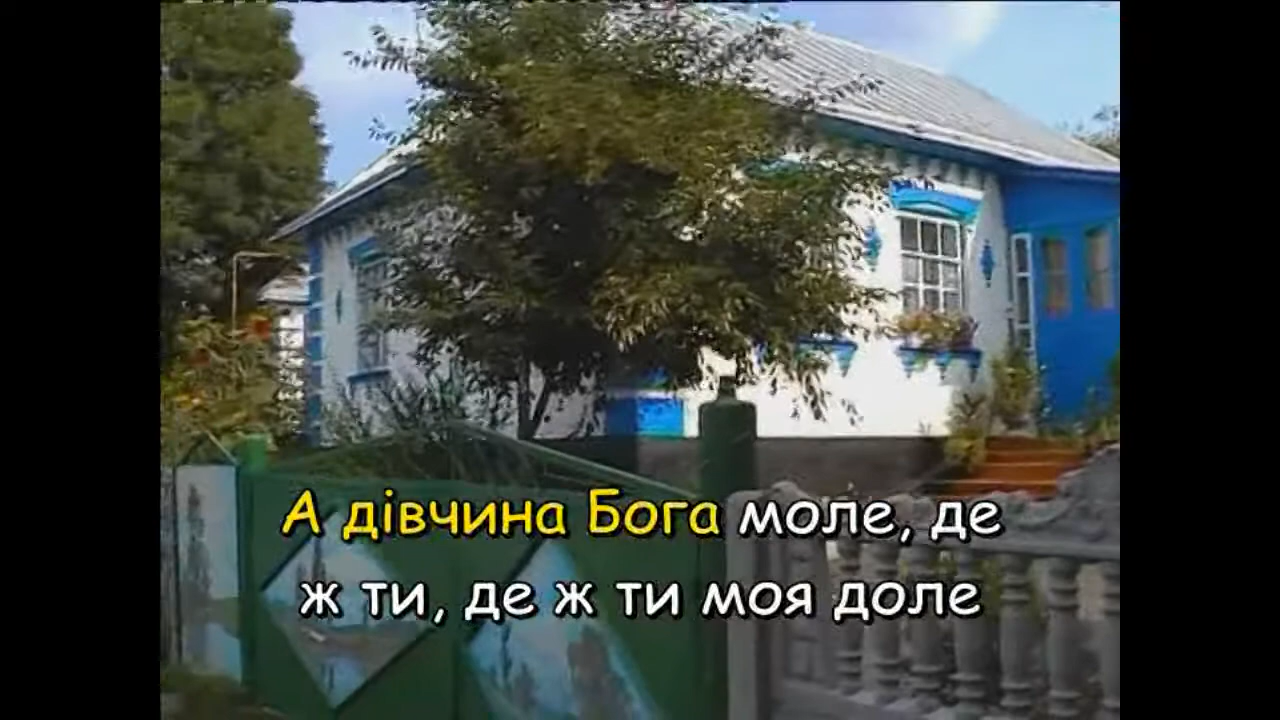 А дівчина Бога моле, де
ж ти, де ж ти моя доле